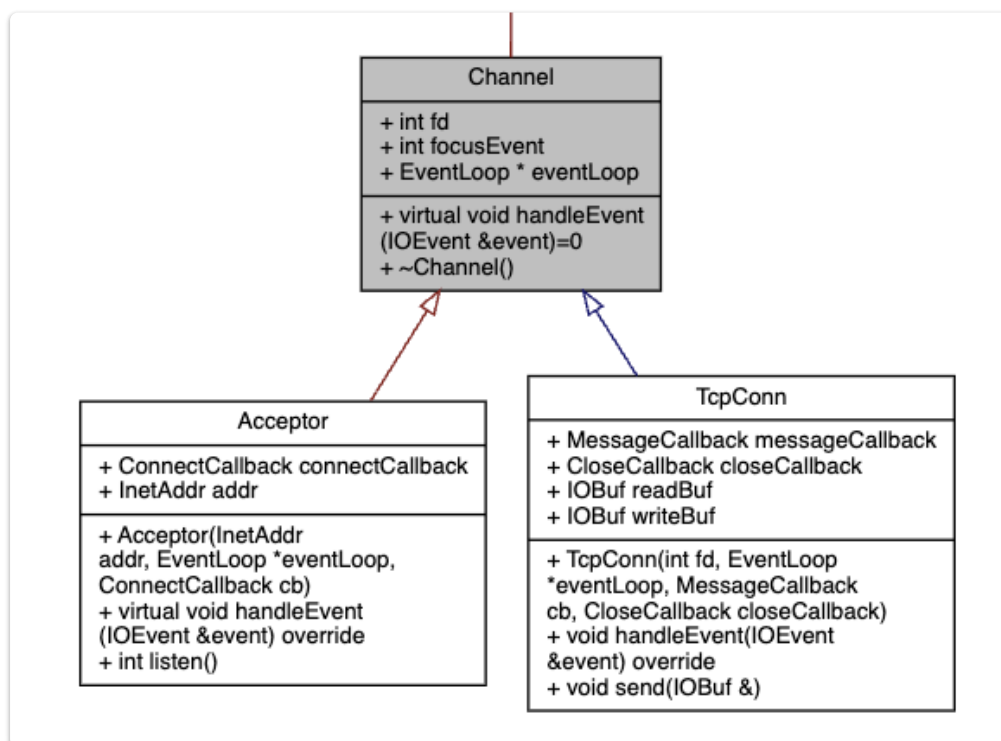 Channel
+ int fd
+ int focusEvent
+ EventLoop * eventLoop
+ virtual void handleEvent
(IOEvent &event)=0
+ ~Channel()
Acceptor
+ ConnectCallback connectCallback
+ InetAddr addr
+ Acceptor(InetAddr
addr, EventLoop *eventLoop,
ConnectCallback cb)
+ virtual void handleEvent
(IOEvent &event) override
+ int listen()
TcpConn
+ MessageCallback messageCallback
+ CloseCallback closeCallback
+ IOBuf readBuf
+ IOBuf writeBuf
+ TcpConn(int fd, EventLoop
*eventLoop, MessageCallback
cb, CloseCallback closeCallback)
+ void handleEvent(IOEvent
&event) override
+ void send(IOBuf &)